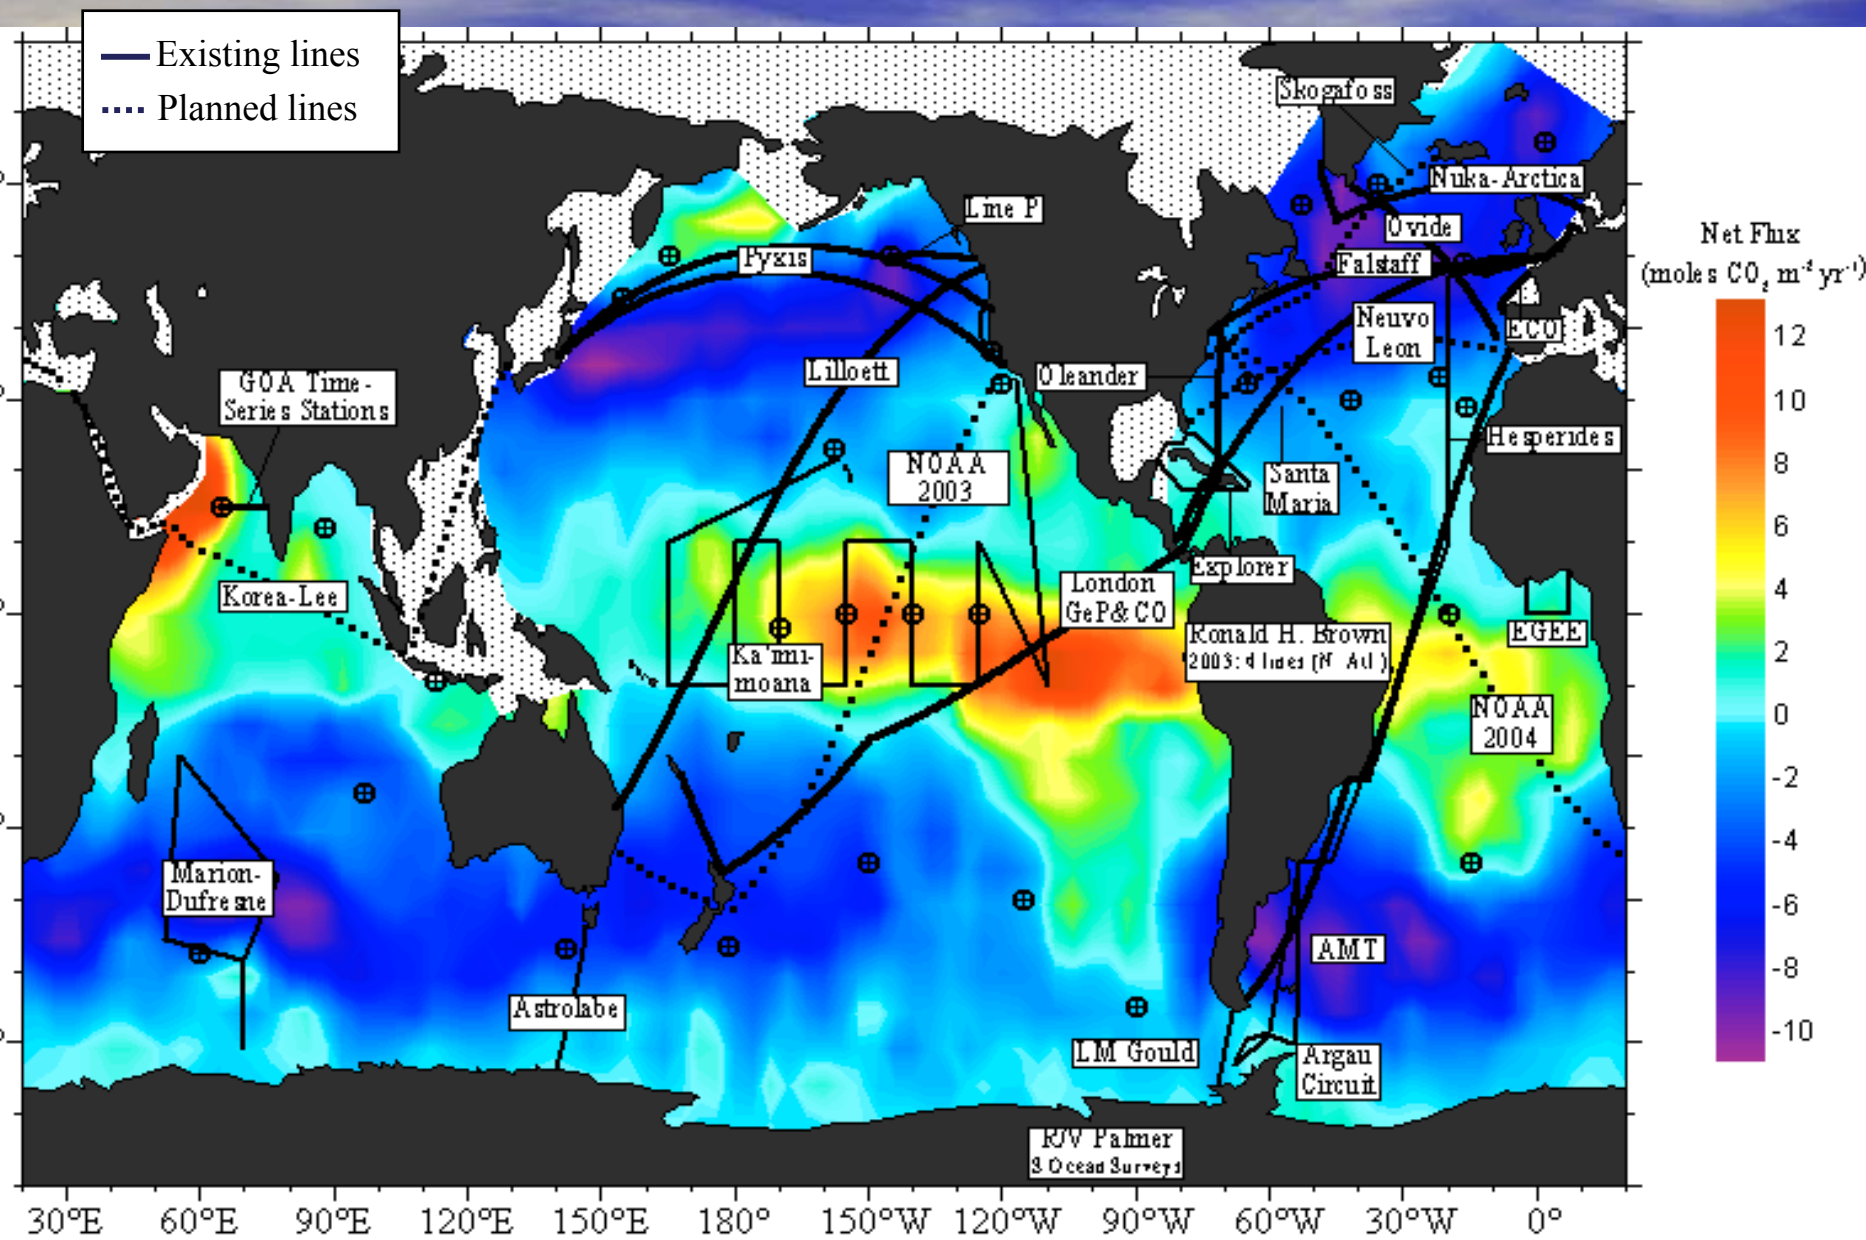 Existing lines
Planned lines
Skogafoss
Nuka-Arctica
Line P
Ovide
Net Flux
(moles CO₂ m⁻² yr⁻¹)
Pyxis
Falstaff
Neuvo
Leon
ECO
Lilloett
Oleander
GOA Time-
Series Stations
Hesperides
NOAA
2003
Santa
Maria
Explorer
London
GeP&CO
Korea-Lee
EGEE
Ronald H. Brown
2003: 4 lines (N. Atl.)
Ka'imi-
moana
NOAA
2004
Marion-
Dufresne
AMT
Astrolabe
LM Gould
Argau
Circuit
R/V Palmer
S Ocean Surveys
12
10
8
6
4
2
0
-2
-4
-6
-8
-10
30°E 60°E 90°E 120°E 150°E 180° 150°W 120°W 90°W 60°W 30°W 0°